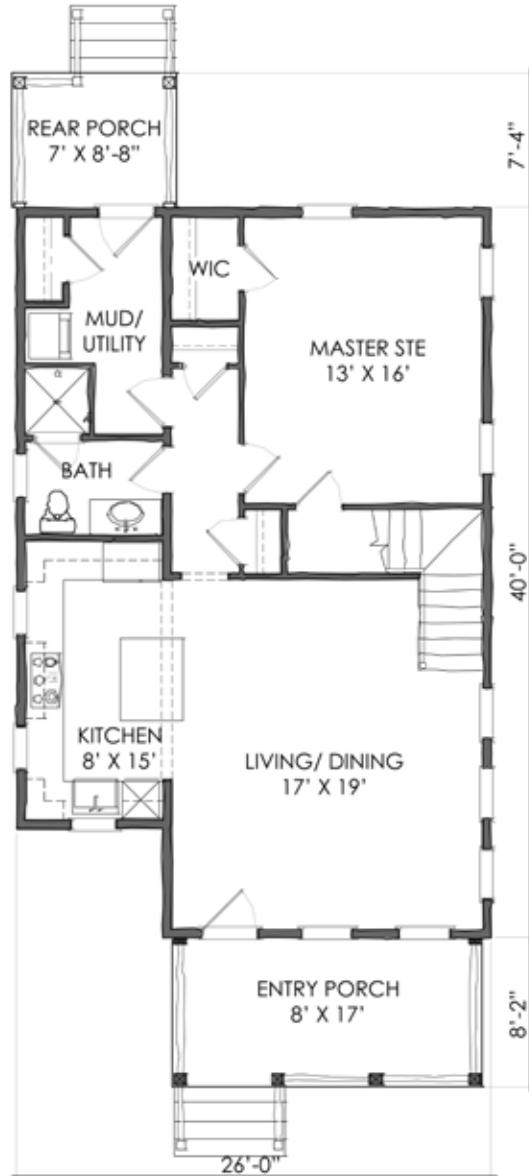 REAR PORCH
7' X 8'-8"
7'-4"
WIC
MUD/
UTILITY
MASTER STE
13' X 16'
BATH
40'-0"
KITCHEN
8' X 15'
LIVING/ DINING
17' X 19'
ENTRY PORCH
8' X 17'
8'-2"
26'-0"